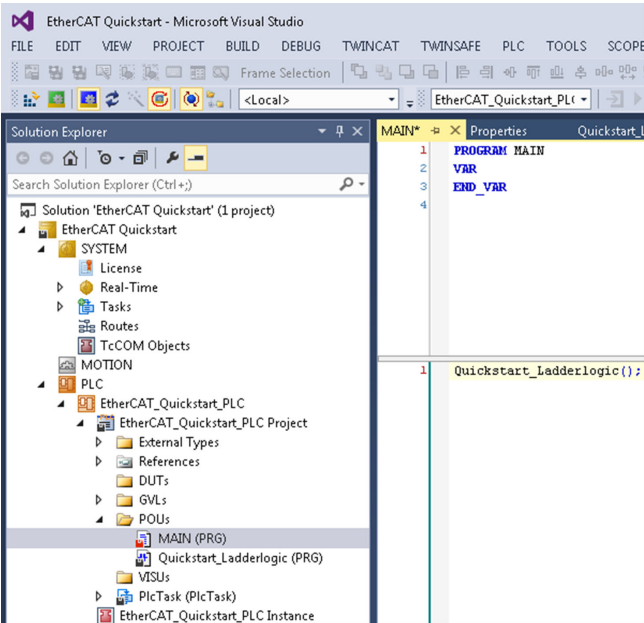 EtherCAT Quickstart - Microsoft Visual Studio
FILE EDIT VIEW PROJECT BUILD DEBUG TWINCAT TWINSAFE PLC TOOLS SCOPE
Frame Selection
<Local> EtherCAT_Quickstart_PL(
Solution Explorer
MAIN* Properties Quickstart_L
Search Solution Explorer (Ctrl+;)
Solution 'EtherCAT Quickstart' (1 project)
EtherCAT Quickstart
SYSTEM
License
Real-Time
Tasks
Routes
TcCOM Objects
MOTION
PLC
EtherCAT_Quickstart_PLC
EtherCAT_Quickstart_PLC Project
External Types
References
DUTs
GVLs
POUs
MAIN (PRG)
Quickstart_Ladderlogic (PRG)
VISUs
PlcTask (PlcTask)
EtherCAT_Quickstart_PLC Instance
1 PROGRAM MAIN
2 VAR
3 END_VAR
4
1 Quickstart_Ladderlogic();